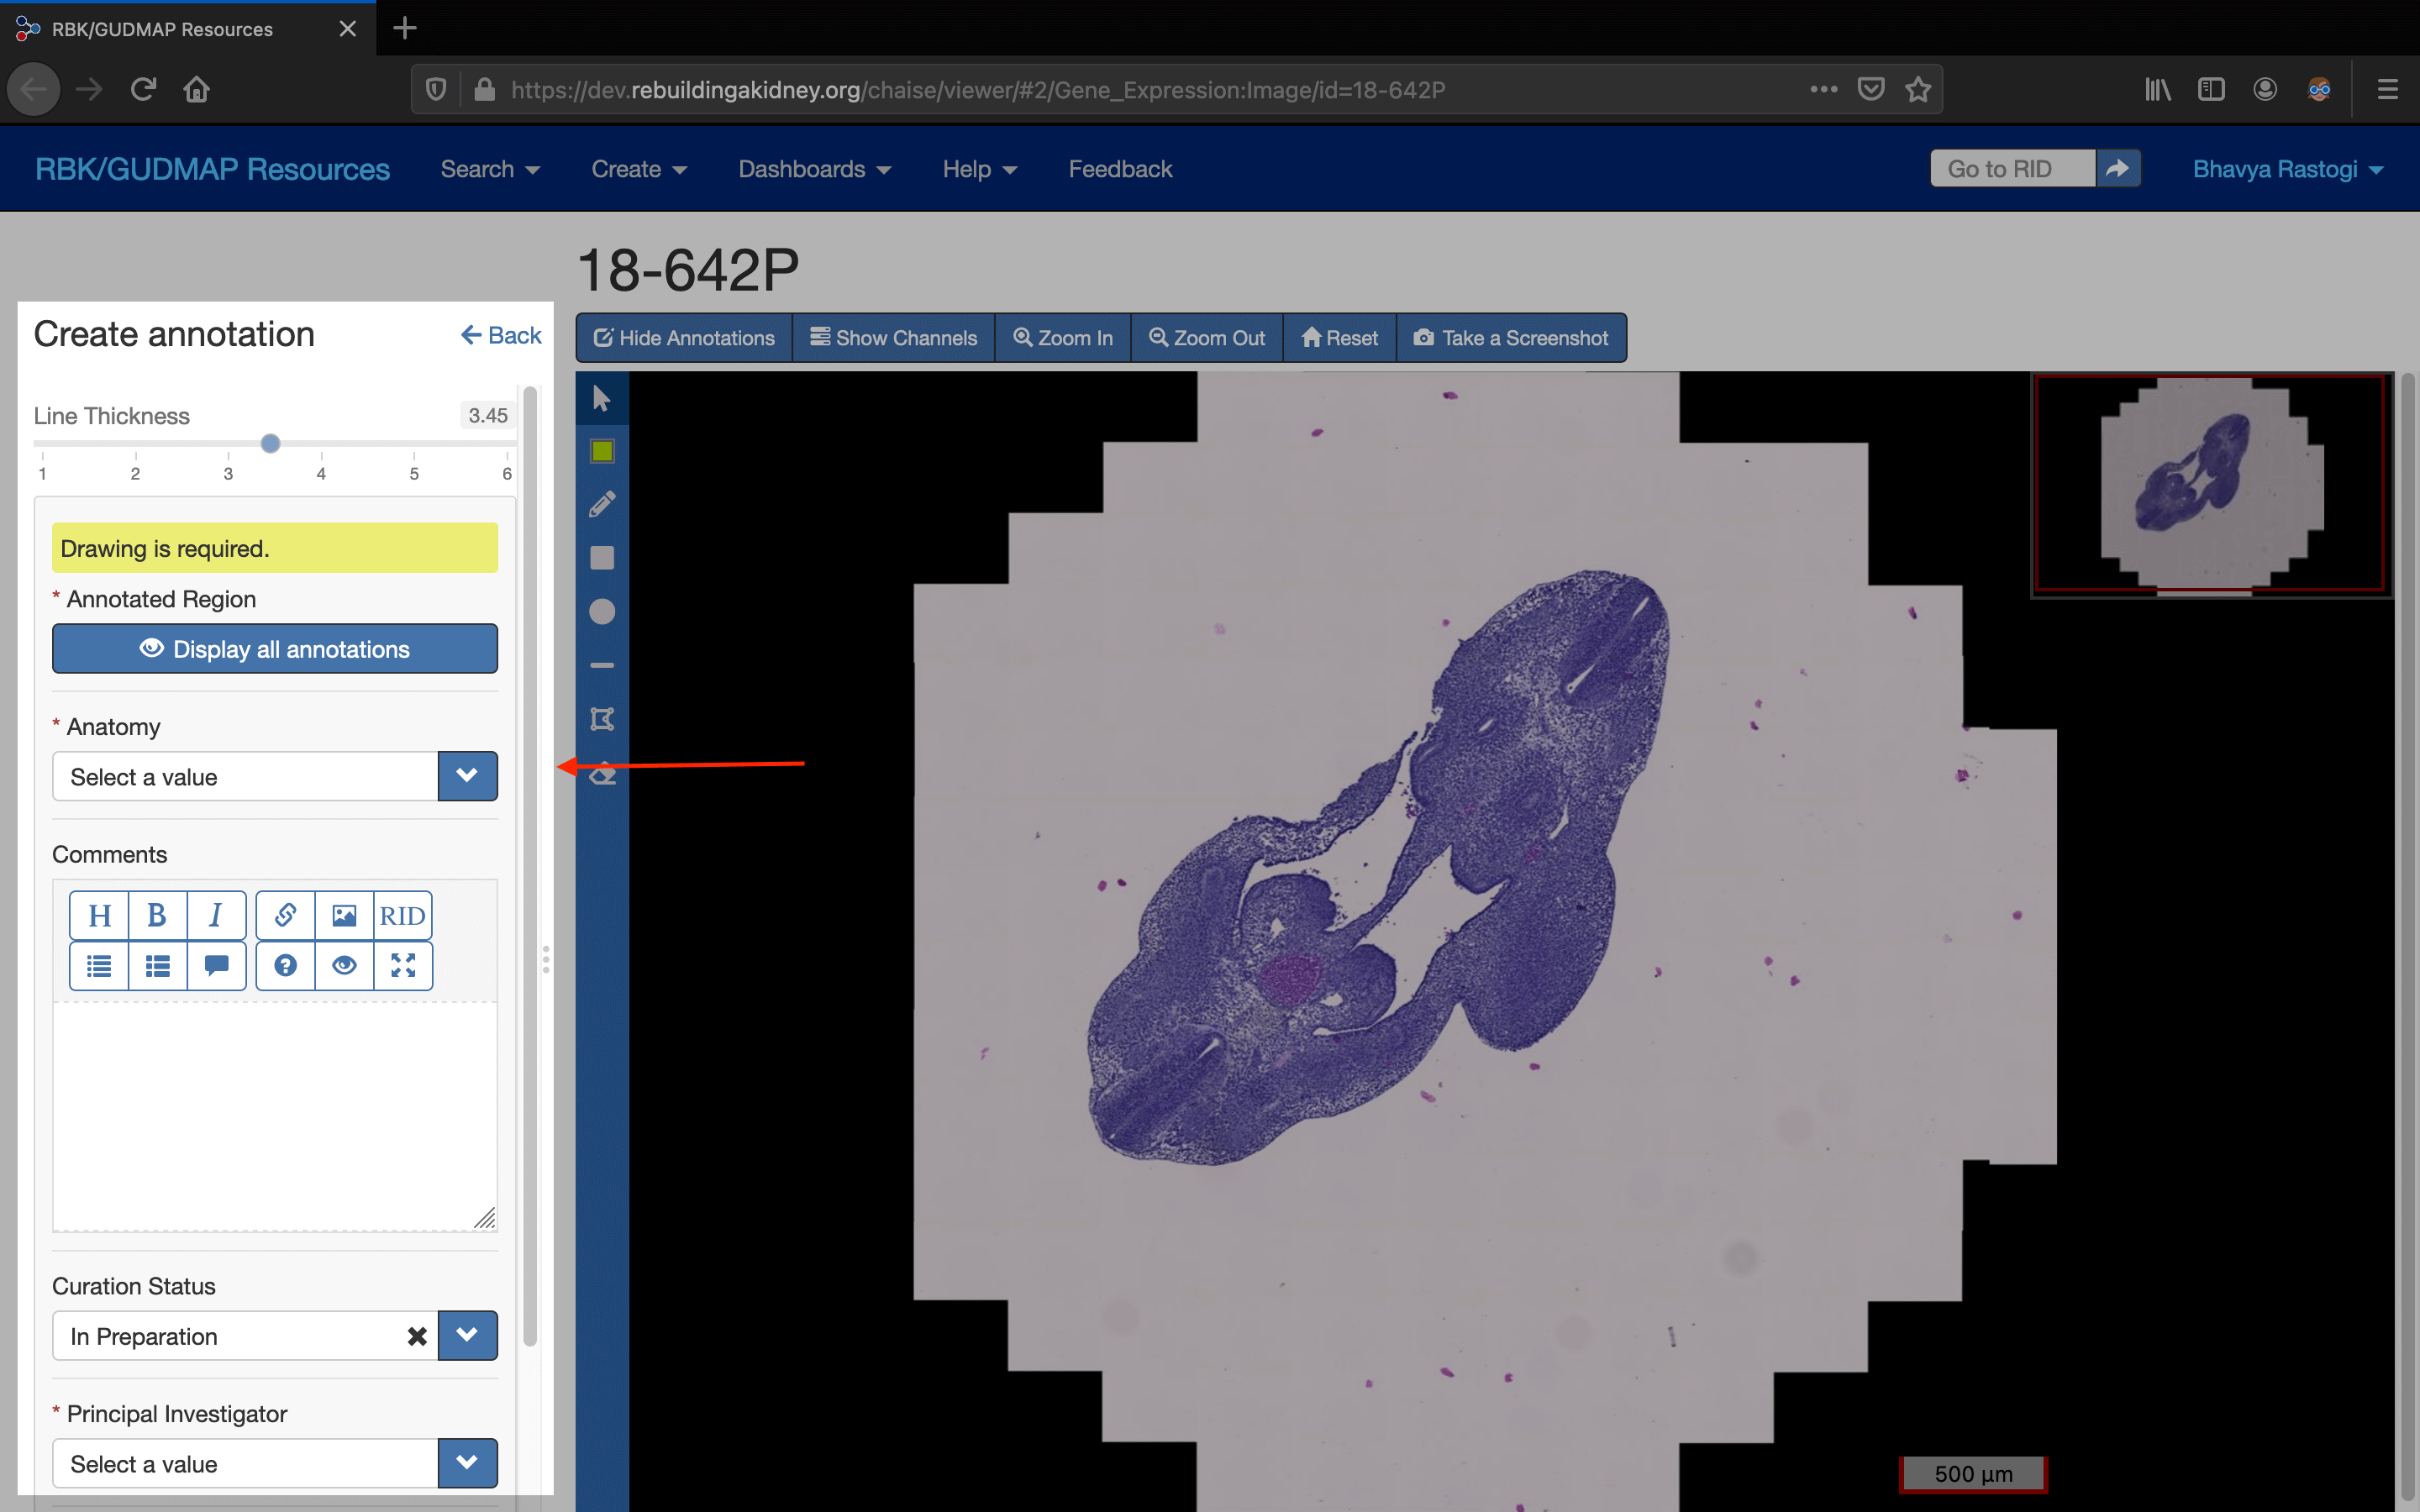 RBK/GUDMAP Resources
https://dev.rebuildingakidney.org/chaise/viewer/#2/Gene_Expression:Image/id=18-642P
RBK/GUDMAP Resources Search Create Dashboards Help Feedback Go to RID Bhavya Rastogi
18-642P
Hide Annotations Show Channels Zoom In Zoom Out Reset Take a Screenshot
Create annotation Back
Line Thickness 3.45
1 2 3 4 5 6
Drawing is required.
* Annotated Region
Display all annotations
* Anatomy
Select a value
Comments
H B I RID
Curation Status
In Preparation
* Principal Investigator
Select a value
500 µm